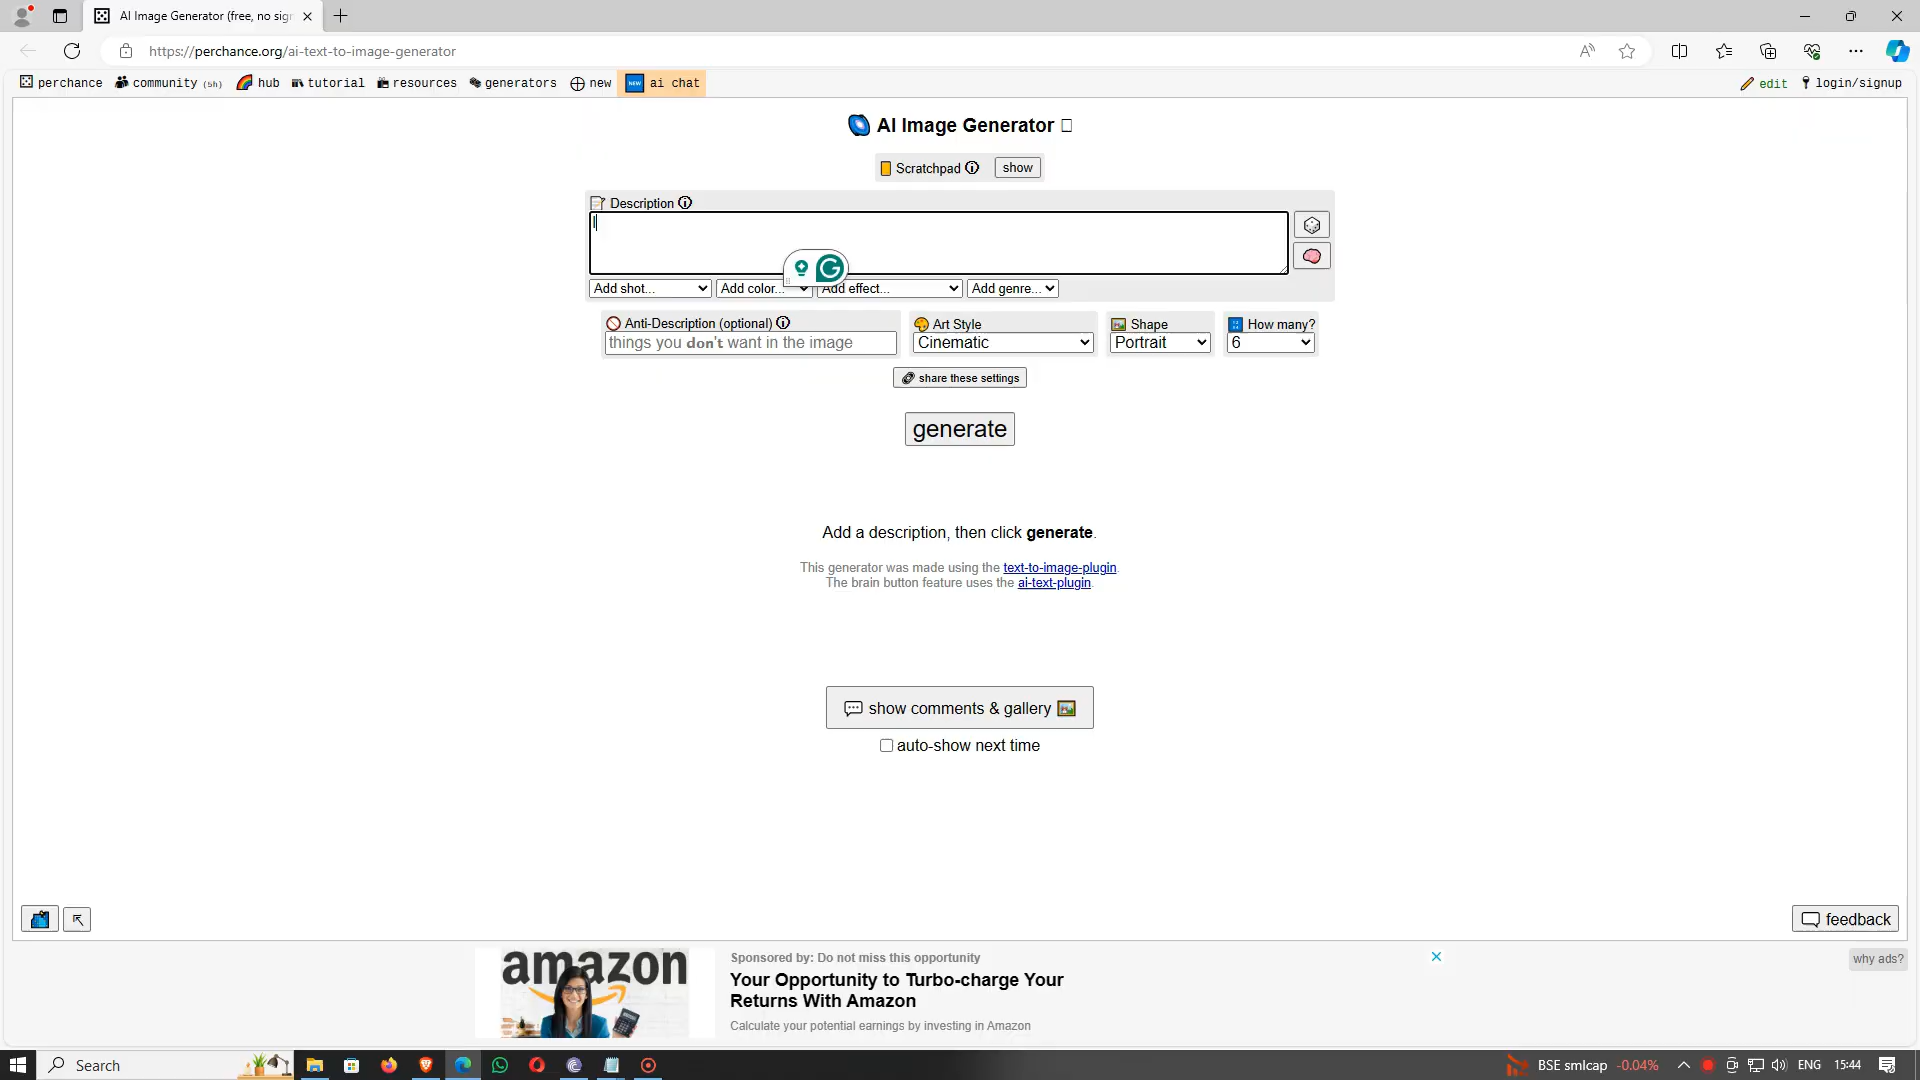 AI Image Generator (free, no sig
https://perchance.org/ai-text-to-image-generator
perchance community (5h) hub tutorial resources generators new NEW ai chat edit login/signup
AI Image Generator
Scratchpad show
Description
I
Add shot... Add color... Add effect... Add genre...
Anti-Description (optional) Art Style Shape How many?
things you don't want in the image Cinematic Portrait 6
share these settings
generate
Add a description, then click generate.
This generator was made using the text-to-image-plugin.
The brain button feature uses the ai-text-plugin.
show comments & gallery
auto-show next time
feedback
amazon
Sponsored by: Do not miss this opportunity
Your Opportunity to Turbo-charge Your
Returns With Amazon
Calculate your potential earnings by investing in Amazon
why ads?
Search BSE smlcap -0.04% ENG 15:44